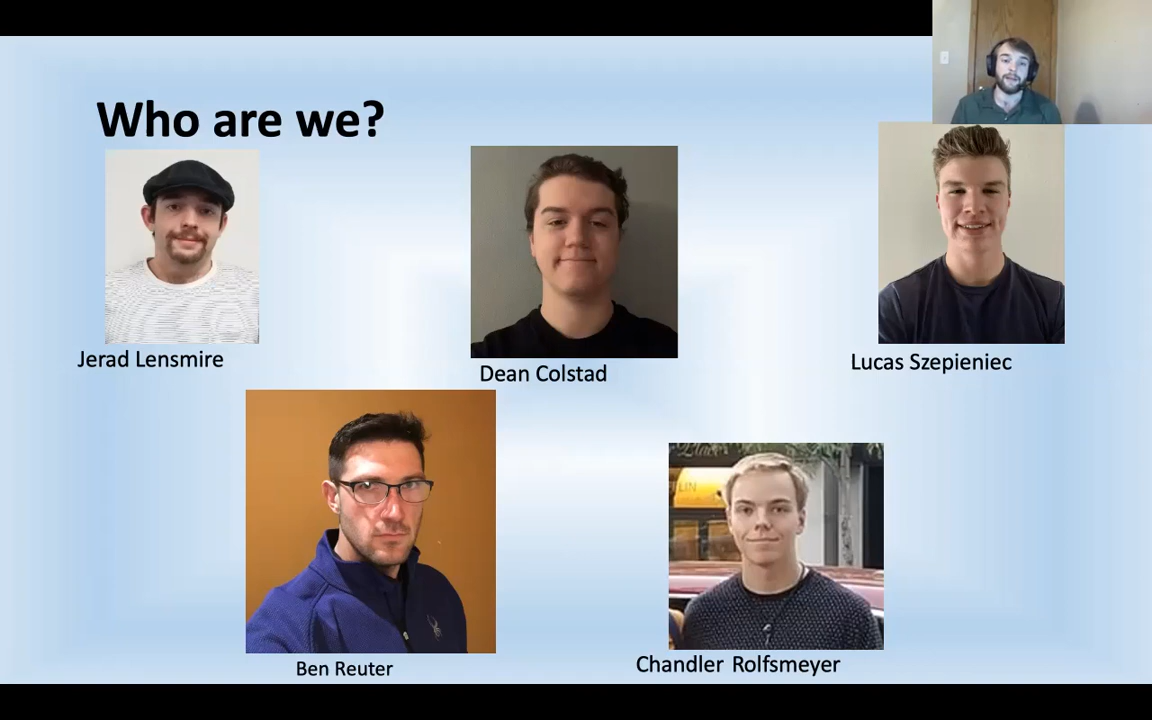 Who are we?
Jerad Lensmire
Dean Colstad
Lucas Szepieniec
Ben Reuter
Chandler Rolfsmeyer